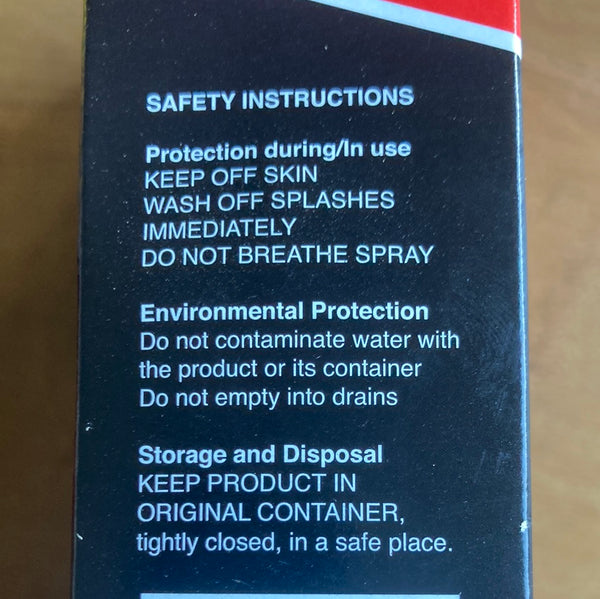 SAFETY INSTRUCTIONS
Protection during/In use
KEEP OFF SKIN
WASH OFF SPLASHES
IMMEDIATELY
DO NOT BREATHE SPRAY
Environmental Protection
Do not contaminate water with
the product or its container
Do not empty into drains
Storage and Disposal
KEEP PRODUCT IN
ORIGINAL CONTAINER,
tightly closed, in a safe place.